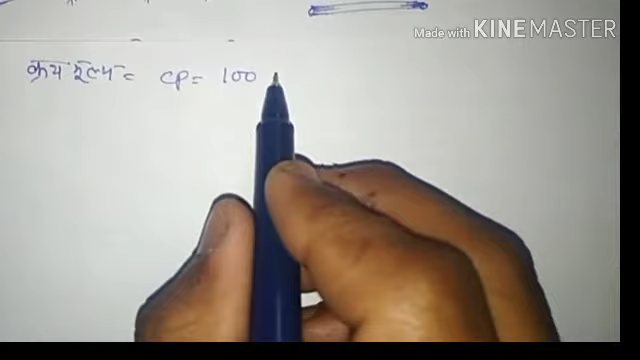 Made with KINEMASTER
क्रय मूल्य = CP = 100